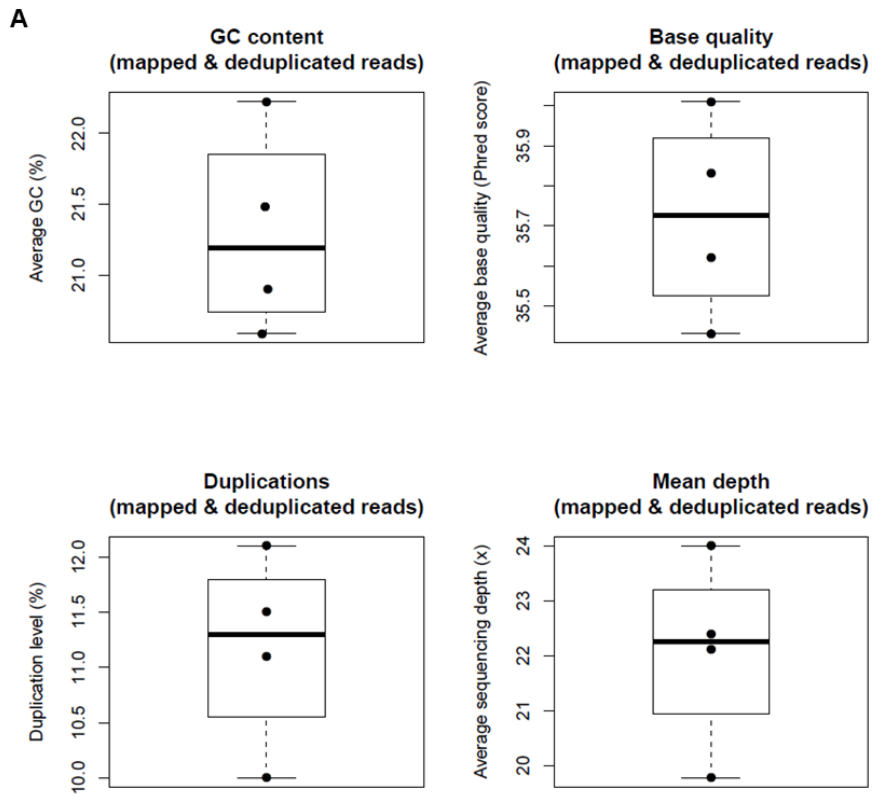 A
GC content
(mapped & deduplicated reads)
Average GC (%)
22.0
21.5
21.0
Base quality
(mapped & deduplicated reads)
Average base quality (Phred score)
35.9
35.7
35.5
Duplications
(mapped & deduplicated reads)
Duplication level (%)
12.0
11.5
11.0
10.5
10.0
Mean depth
(mapped & deduplicated reads)
Average sequencing depth (x)
24
23
22
21
20